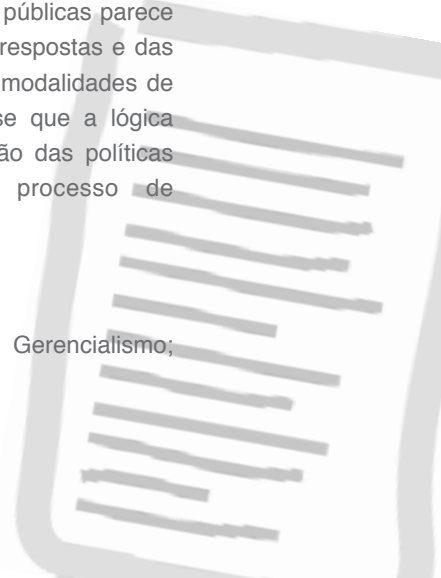 públicas parece
respostas e das
modalidades de
se que a lógica
ão das políticas
processo de
Gerencialismo;